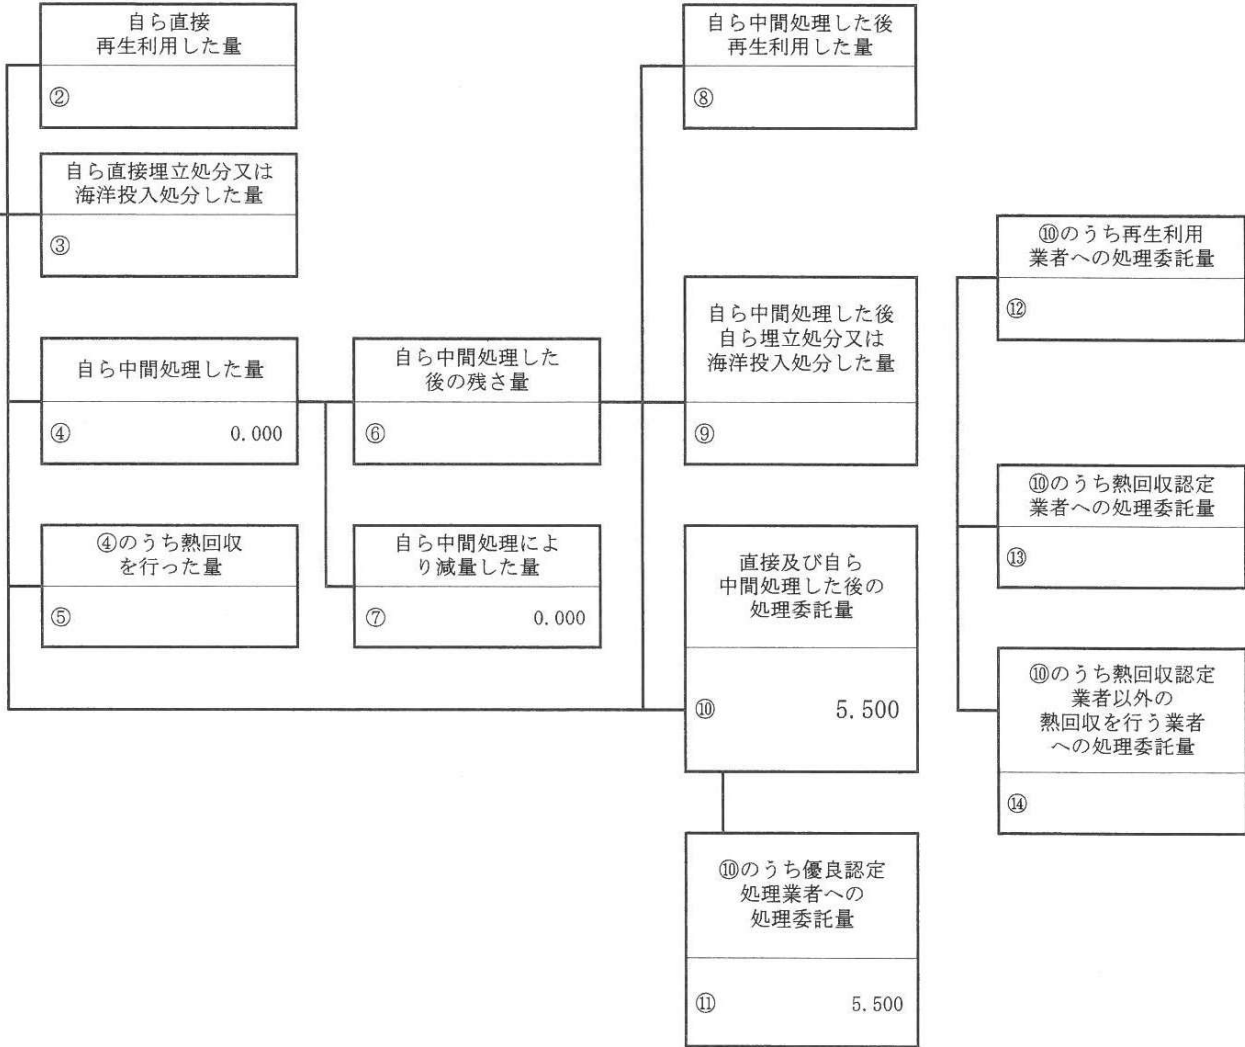 自ら直接
再生利用した量
②
自ら直接埋立処分又は
海洋投入処分した量
③
自ら中間処理した量
④ 0.000
④のうち熱回収
を行った量
⑤
自ら中間処理した
後の残さ量
⑥
自ら中間処理によ
り減量した量
⑦ 0.000
自ら中間処理した後
再生利用した量
⑧
自ら中間処理した後
自ら埋立処分又は
海洋投入処分した量
⑨
直接及び自ら
中間処理した後の
処理委託量
⑩ 5.500
⑩のうち優良認定
処理業者への
処理委託量
⑪ 5.500
⑩のうち再生利用
業者への処理委託量
⑫
⑩のうち熱回収認定
業者への処理委託量
⑬
⑩のうち熱回収認定
業者以外の
熱回収を行う業者
への処理委託量
⑭